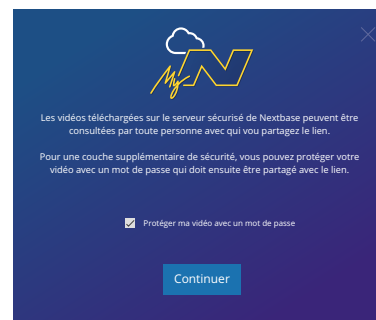 My N
Les vidéos téléchargées sur le serveur sécurisé de Nextbase peuvent être
consultées par toute personne avec qui vou partagez le lien.
Pour une couche supplémentaire de sécurité, vous pouvez protéger votre
vidéo avec un mot de passe qui doit ensuite être partagé avec le lien.
Protéger ma vidéo avec un mot de passe
Continuer